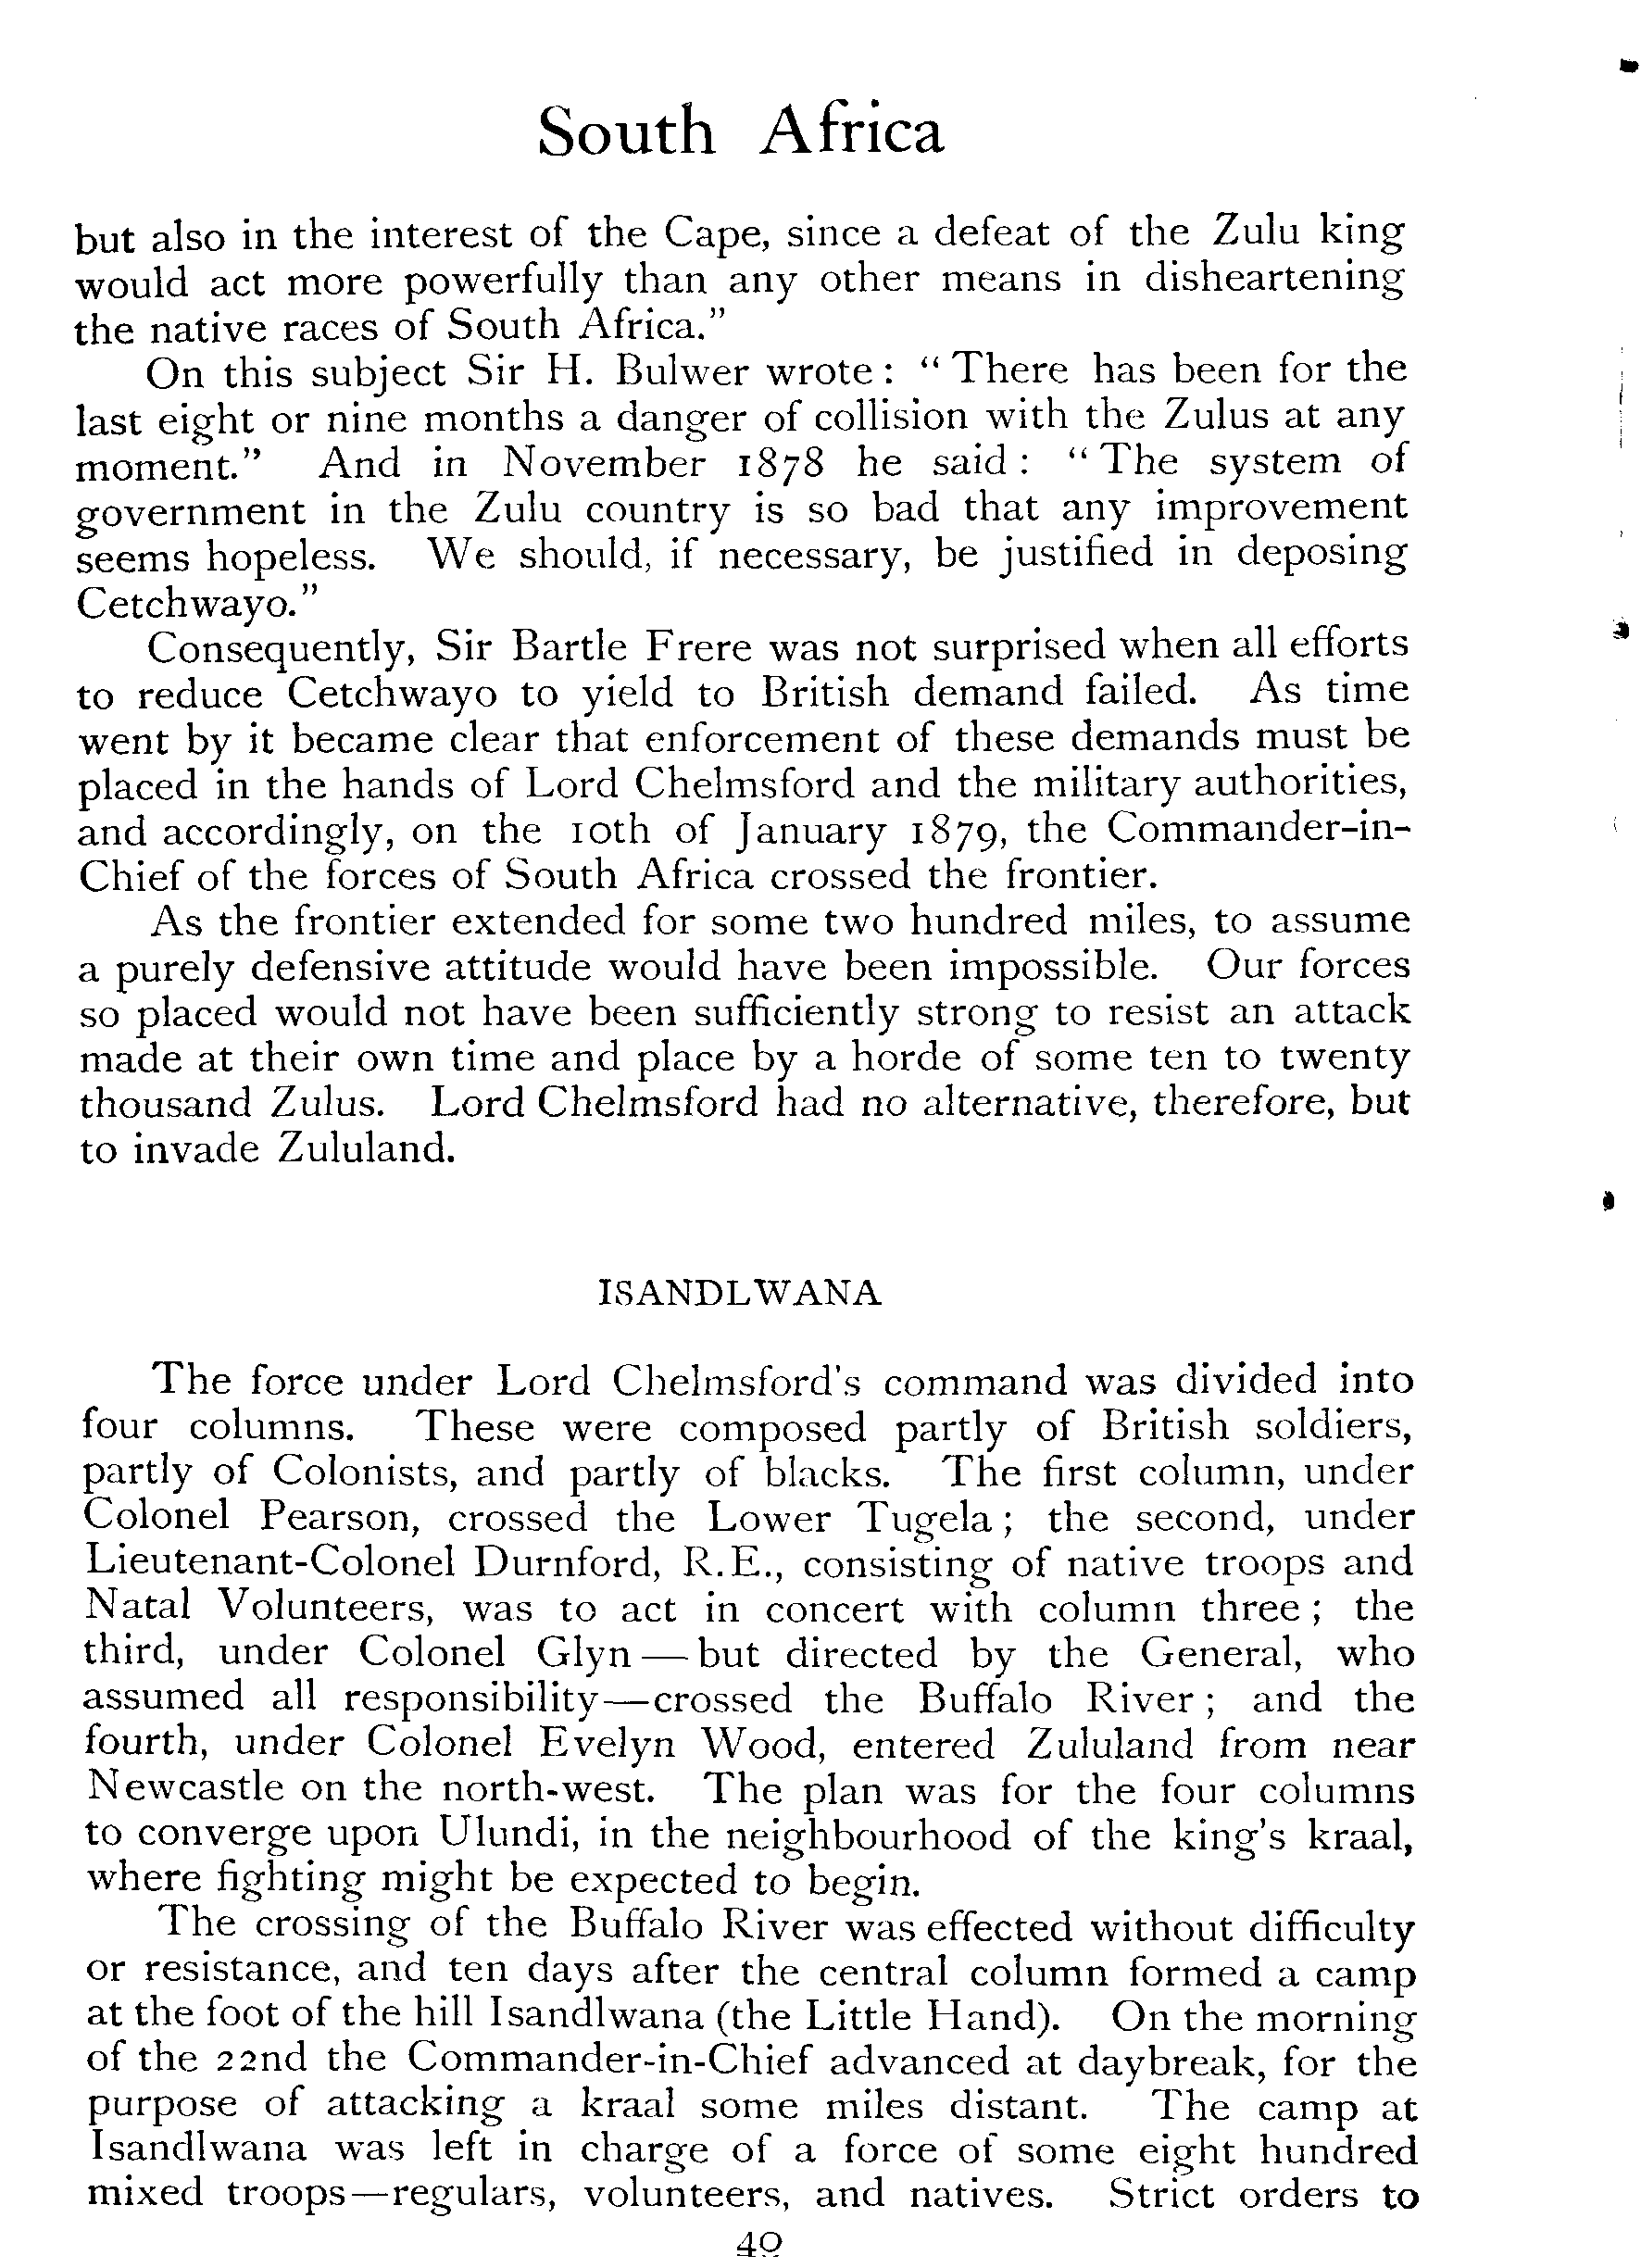 South Africa
but also in the interest of the Cape, since a defeat of the Zulu king
would act more powerfully than any other means in disheartening
the native races of South Africa."
On this subject Sir H. Bulwer wrote : " There has been for the
last eight or nine months a danger of collision with the Zulus at any
moment." And in November 1878 he said : " The system of
government in the Zulu country is so bad that any improvement
seems hopeless. We should, if necessary, be justified in deposing
Cetchwayo."
Consequently, Sir Bartle Frere was not surprised when all efforts
to reduce Cetchwayo to yield to British demand failed. As time
went by it became clear that enforcement of these demands must be
placed in the hands of Lord Chelmsford and the military authorities,
and accordingly, on the 10th of January 1879, the Commander-in-
Chief of the forces of South Africa crossed the frontier.
As the frontier extended for some two hundred miles, to assume
a purely defensive attitude would have been impossible. Our forces
so placed would not have been sufficiently strong to resist an attack
made at their own time and place by a horde of some ten to twenty
thousand Zulus. Lord Chelmsford had no alternative, therefore, but
to invade Zululand.
ISANDLWANA
The force under Lord Chelmsford's command was divided into
four columns. These were composed partly of British soldiers,
partly of Colonists, and partly of blacks. The first column, under
Colonel Pearson, crossed the Lower Tugela ; the second, under
Lieutenant-Colonel Durnford, R.E., consisting of native troops and
Natal Volunteers, was to act in concert with column three ; the
third, under Colonel Glyn — but directed by the General, who
assumed all responsibility—crossed the Buffalo River ; and the
fourth, under Colonel Evelyn Wood, entered Zululand from near
Newcastle on the north-west. The plan was for the four columns
to converge upon Ulundi, in the neighbourhood of the king's kraal,
where fighting might be expected to begin.
The crossing of the Buffalo River was effected without difficulty
or resistance, and ten days after the central column formed a camp
at the foot of the hill Isandlwana (the Little Hand). On the morning
of the 22nd the Commander-in-Chief advanced at daybreak, for the
purpose of attacking a kraal some miles distant. The camp at
Isandlwana was left in charge of a force of some eight hundred
mixed troops—regulars, volunteers, and natives. Strict orders to